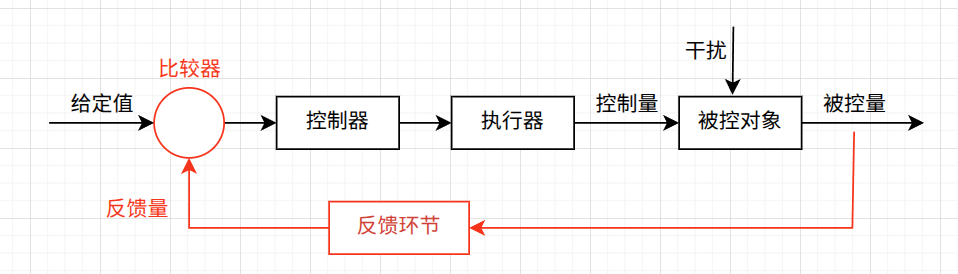 比较器
干扰
给定值
控制器
执行器
控制量
被控对象
被控量
反馈量
反馈环节